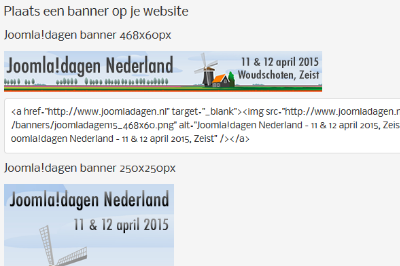 Plaats een banner op je website
Joomla!dagen banner 468x60px
Joomla!dagen Nederland
11 & 12 april 2015
Woudschoten, Zeist
<a href="http://www.joomladagen.nl" target="_blank"><img src="http://www.joomladagen.n
/banners/joomladagen15_468x60.png" alt="Joomla!dagen Nederland - 11 & 12 april 2015, Zeis
oomla!dagen Nederland - 11 & 12 april 2015, Zeist" /></a>
Joomla!dagen banner 250x250px
Joomla!dagen Nederland
11 & 12 april 2015